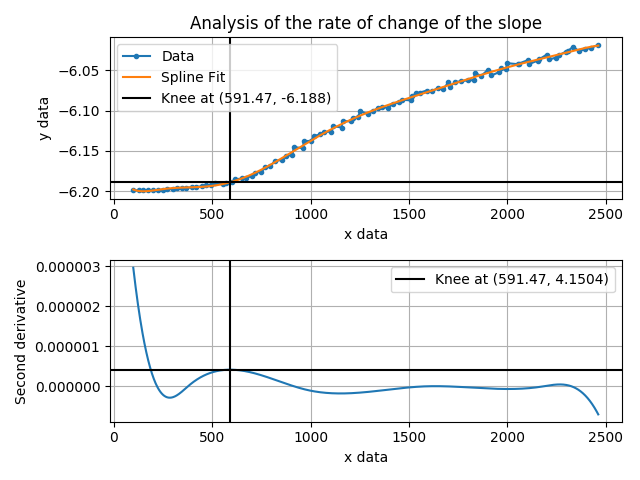 Analysis of the rate of change of the slope
Data
Spline Fit
Knee at (591.47, -6.188)
y data
−6.05
−6.10
−6.15
−6.20
0 500 1000 1500 2000 2500
x data
Knee at (591.47, 4.1504)
Second derivative
0.000003
0.000002
0.000001
0.000000
0 500 1000 1500 2000 2500
x data